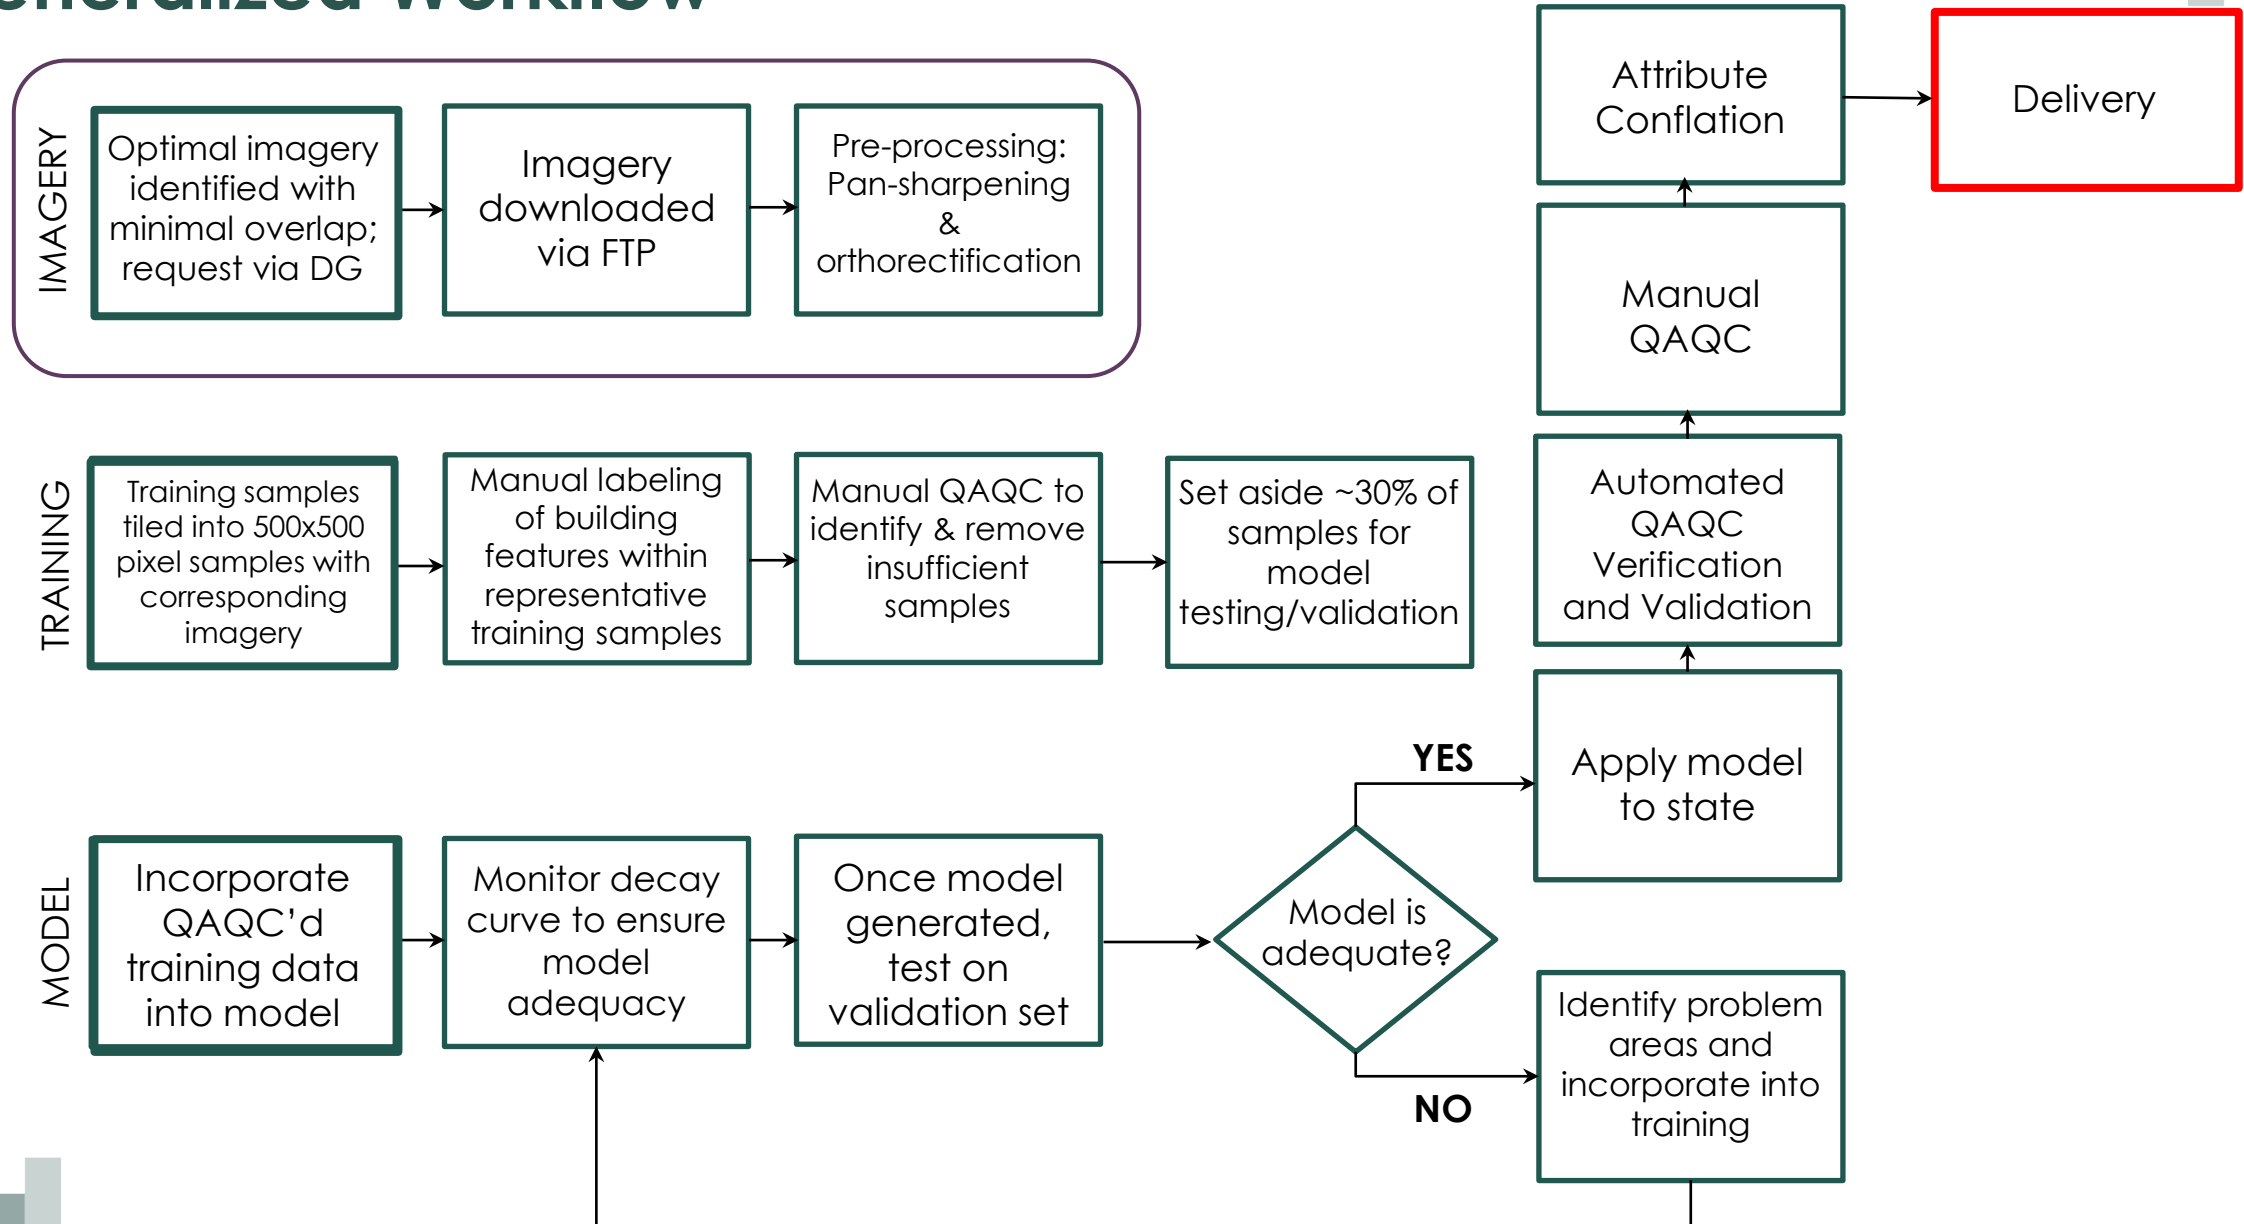 Workflow
IMAGERY
Optimal imagery
identified with
minimal overlap;
request via DG
Imagery
downloaded
via FTP
Pre-processing:
Pan-sharpening
&
orthorectification
Attribute
Conflation
Delivery
Manual
QAQC
TRAINING
Training samples
tiled into 500x500
pixel samples with
corresponding
imagery
Manual labeling
of building
features within
representative
training samples
Manual QAQC to
identify & remove
insufficient
samples
Set aside ~30% of
samples for
model
testing/validation
Automated
QAQC
Verification
and Validation
YES
Apply model
to state
MODEL
Incorporate
QAQC’d
training data
into model
Monitor decay
curve to ensure
model
adequacy
Once model
generated,
test on
validation set
Model is
adequate?
NO
Identify problem
areas and
incorporate into
training